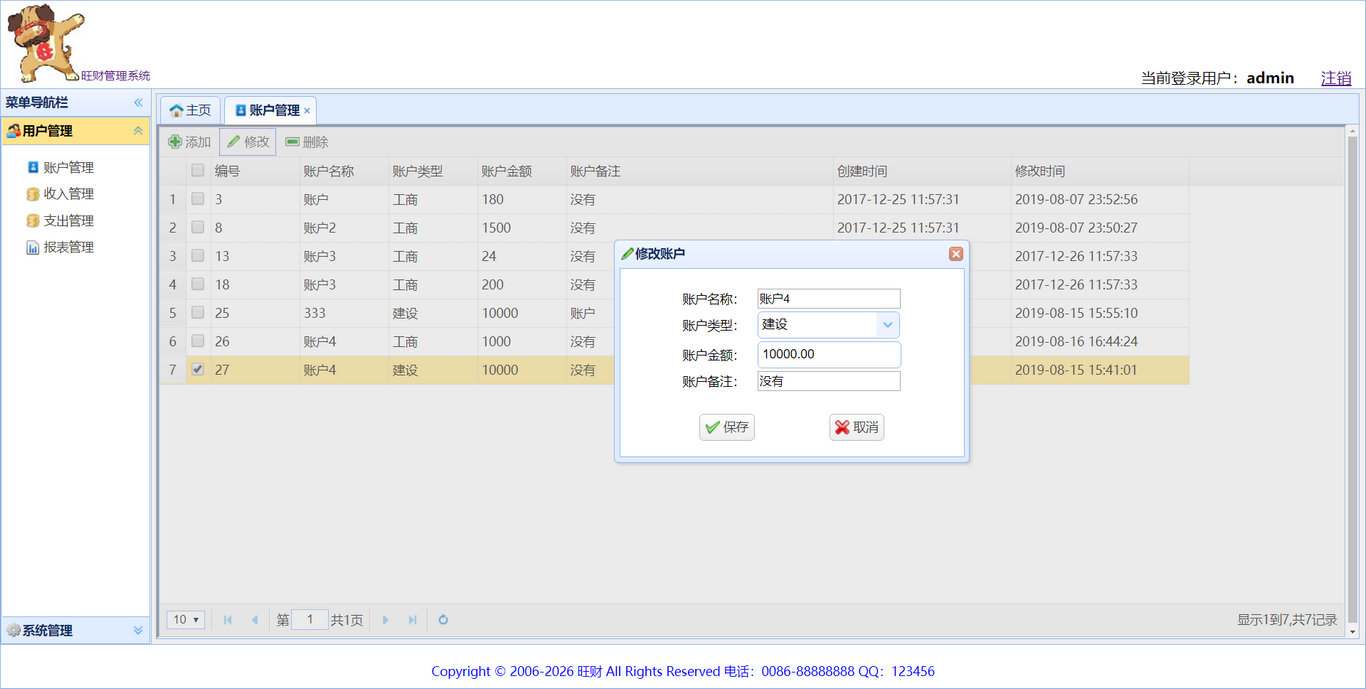 旺财管理系统
当前登录用户：admin 注销
菜单导航栏
用户管理
账户管理
收入管理
支出管理
报表管理
系统管理
主页 账户管理
添加 修改 删除
编号 账户名称 账户类型 账户金额 账户备注 创建时间 修改时间
1 3 账户 工商 180 没有 2017-12-25 11:57:31 2019-08-07 23:52:56
2 8 账户2 工商 1500 没有 2017-12-25 11:57:31 2019-08-07 23:50:27
3 13 账户3 工商 24 没有 2017-12-26 11:57:33
4 18 账户3 工商 200 没有 2017-12-26 11:57:33
5 25 333 建设 10000 账户 2019-08-15 15:55:10
6 26 账户4 工商 1000 没有 2019-08-16 16:44:24
7 27 账户4 建设 10000 没有 2019-08-15 15:41:01
修改账户
账户名称： 账户4
账户类型： 建设
账户金额： 10000.00
账户备注： 没有
保存 取消
10 第 1 共1页 显示1到7,共7记录
Copyright © 2006-2026 旺财 All Rights Reserved 电话：0086-88888888 QQ：123456